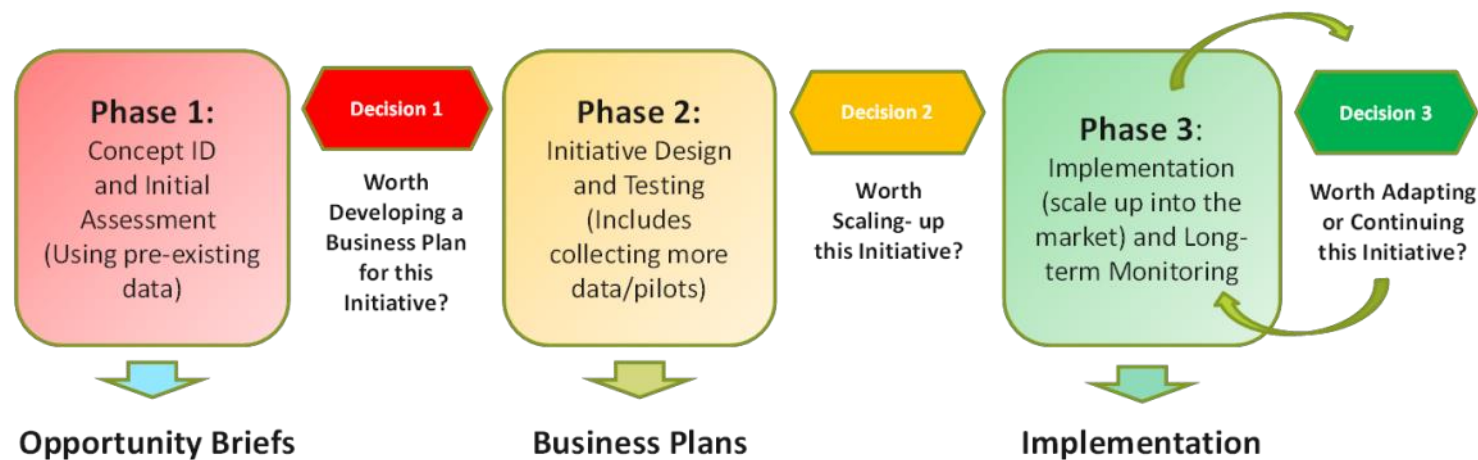 Phase 1:
Concept ID
and Initial
Assessment
(Using pre-existing
data)
Decision 1
Worth
Developing a
Business Plan
for this
Initiative?
Phase 2:
Initiative Design
and Testing
(Includes
collecting more
data/pilots)
Decision 2
Worth
Scaling- up
this Initiative?
Phase 3:
Implementation
(scale up into the
market) and Long-
term Monitoring
Decision 3
Worth Adapting
or Continuing
this Initiative?
Opportunity Briefs
Business Plans
Implementation